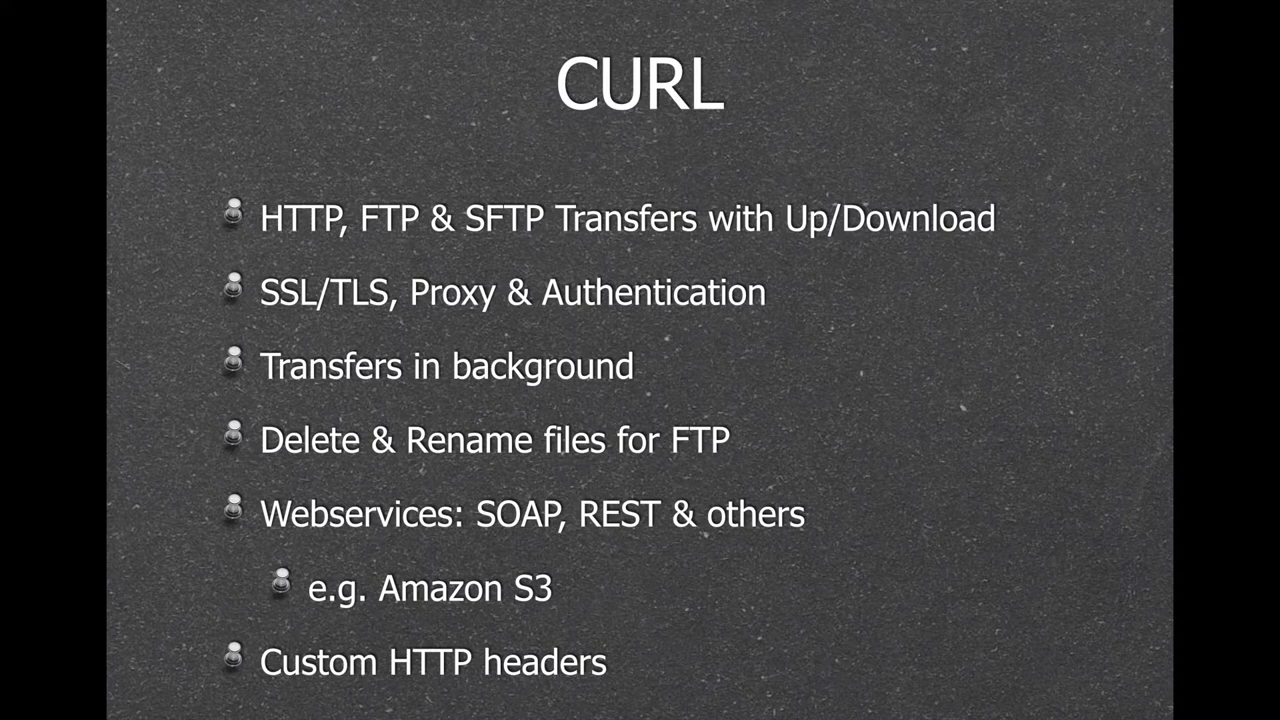 CURL
HTTP, FTP & SFTP Transfers with Up/Download
SSL/TLS, Proxy & Authentication
Transfers in background
Delete & Rename files for FTP
Webservices: SOAP, REST & others
e.g. Amazon S3
Custom HTTP headers